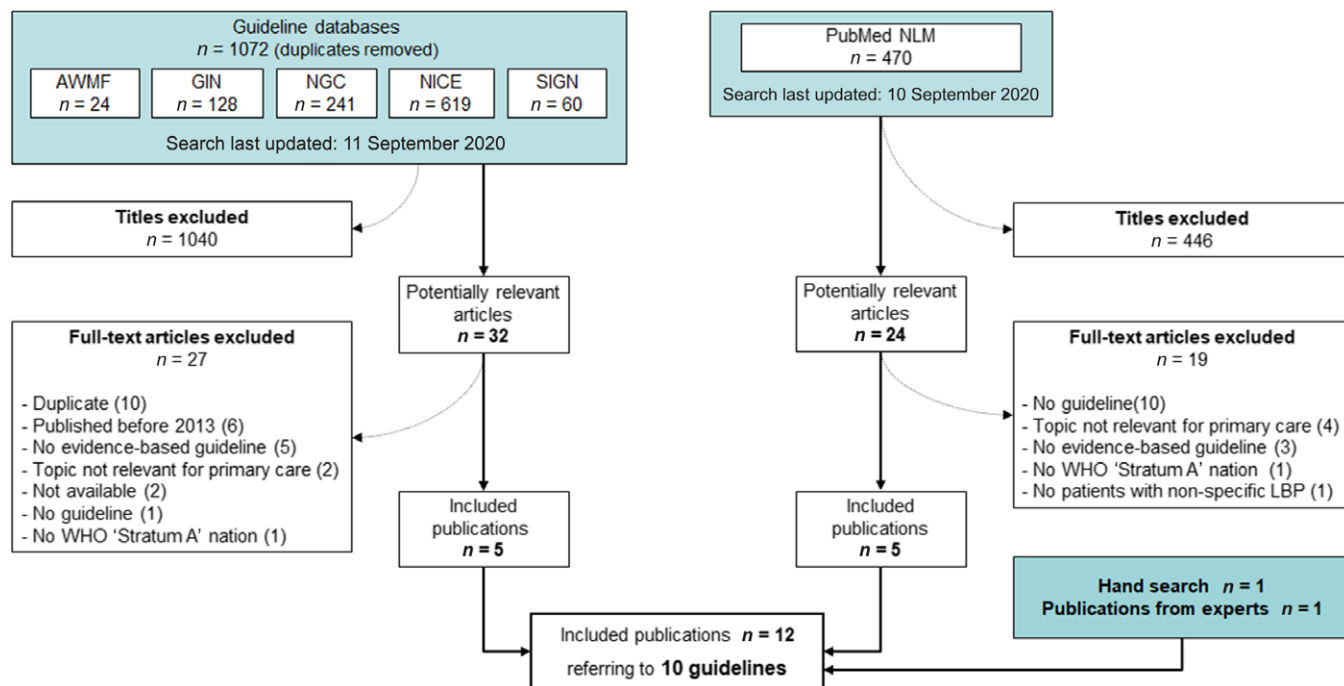 Guideline databases
n = 1072 (duplicates removed)
AWMF
n = 24
GIN
n = 128
NGC
n = 241
NICE
n = 619
SIGN
n = 60
Search last updated: 11 September 2020
PubMed NLM
n = 470
Search last updated: 10 September 2020
Titles excluded
n = 1040
Titles excluded
n = 446
Potentially relevant
articles
n = 32
Potentially relevant
articles
n = 24
Full-text articles excluded
n = 27
- Duplicate (10)
- Published before 2013 (6)
- No evidence-based guideline (5)
- Topic not relevant for primary care (2)
- Not available (2)
- No guideline (1)
- No WHO ‘Stratum A’ nation (1)
Full-text articles excluded
n = 19
- No guideline(10)
- Topic not relevant for primary care (4)
- No evidence-based guideline (3)
- No WHO ‘Stratum A’ nation (1)
- No patients with non-specific LBP (1)
Included
publications
n = 5
Included
publications
n = 5
Hand search n = 1
Publications from experts n = 1
Included publications n = 12
referring to 10 guidelines